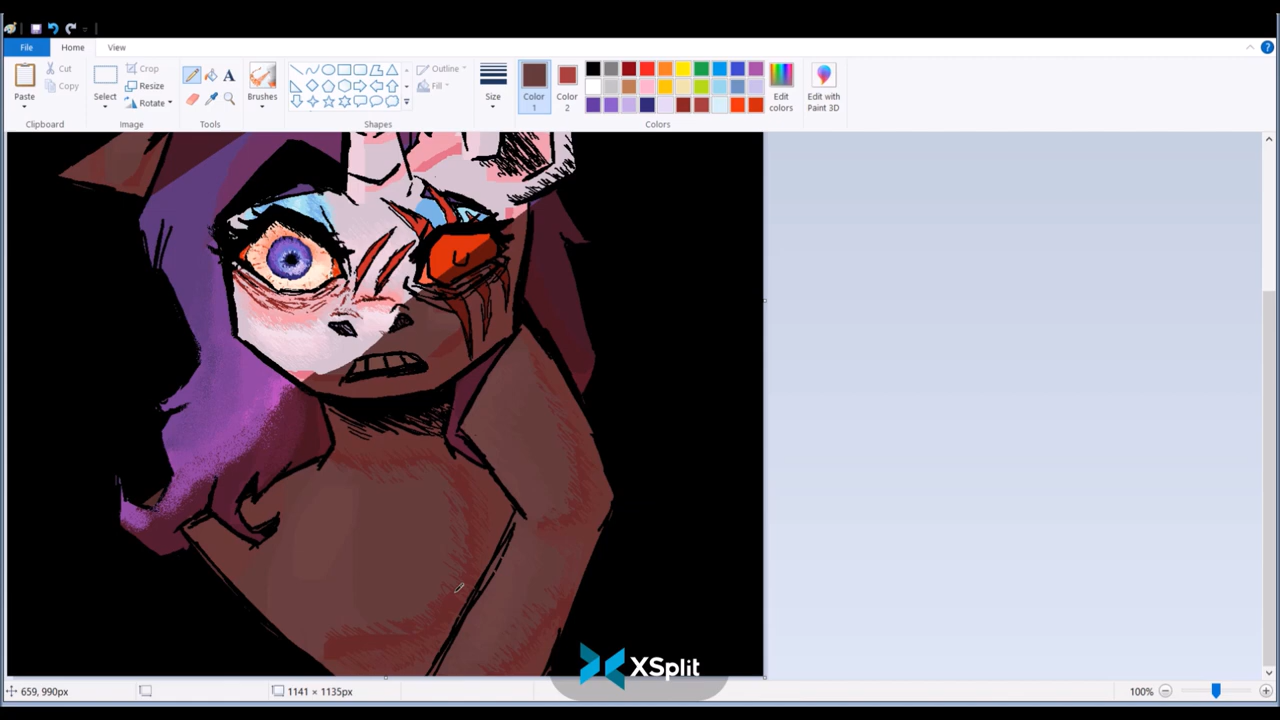 File Home View
Paste
Cut
Copy
Clipboard
Select
Crop
Resize
Rotate
Image
A
Tools
Brushes
Outline
Fill
Shapes
Size
Color 1
Color 2
Edit colors
Colors
Edit with Paint 3D
?
XSplit
659, 990px
1141 × 1135px
100%